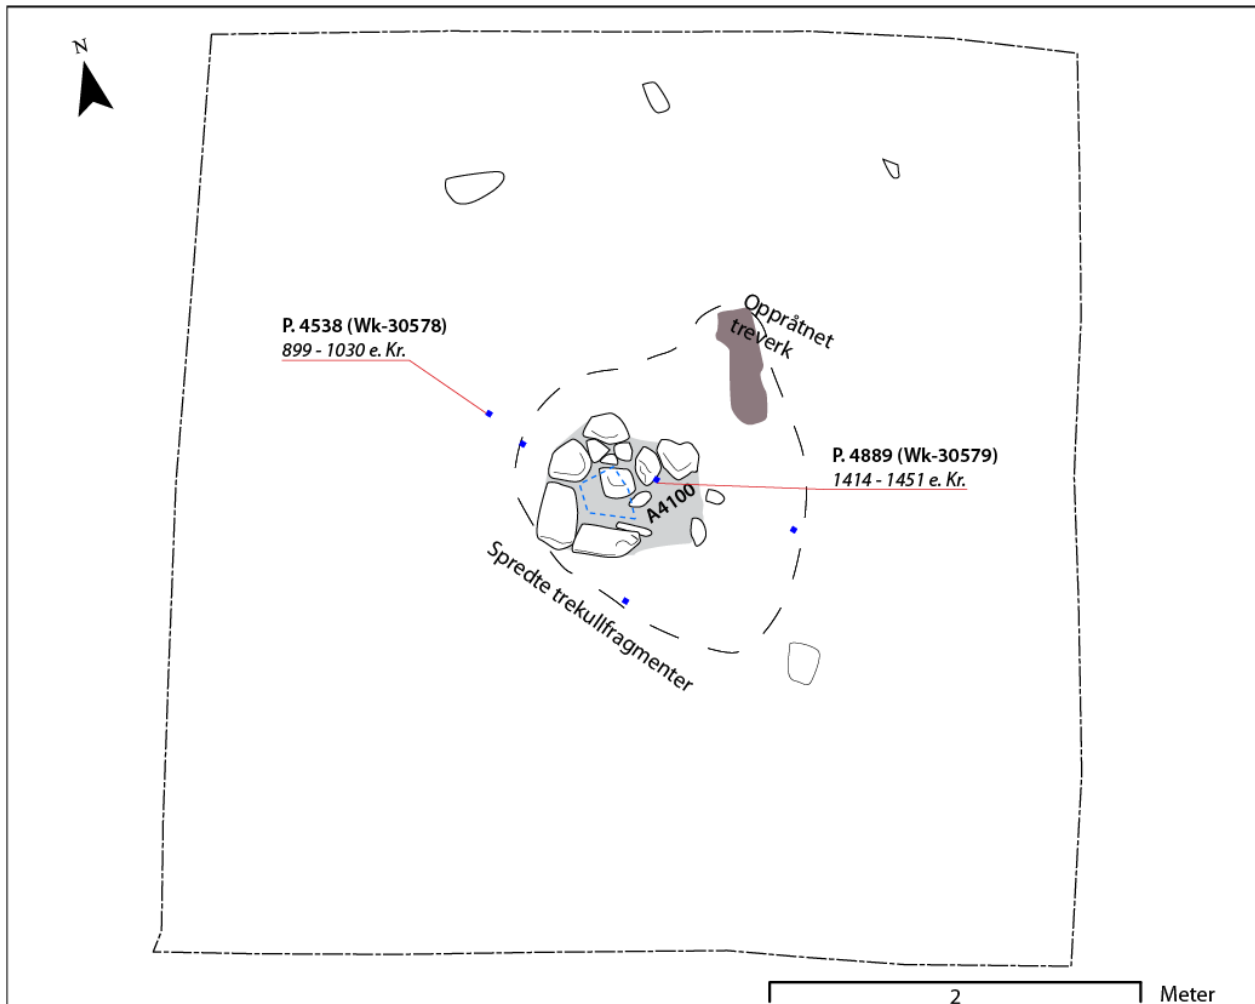 N
P. 4538 (Wk-30578)
899 - 1030 e. Kr.
Oppråtnet
treverk
P. 4889 (Wk-30579)
1414 - 1451 e. Kr.
A4100
Spredte trekullfragmenter
2
Meter